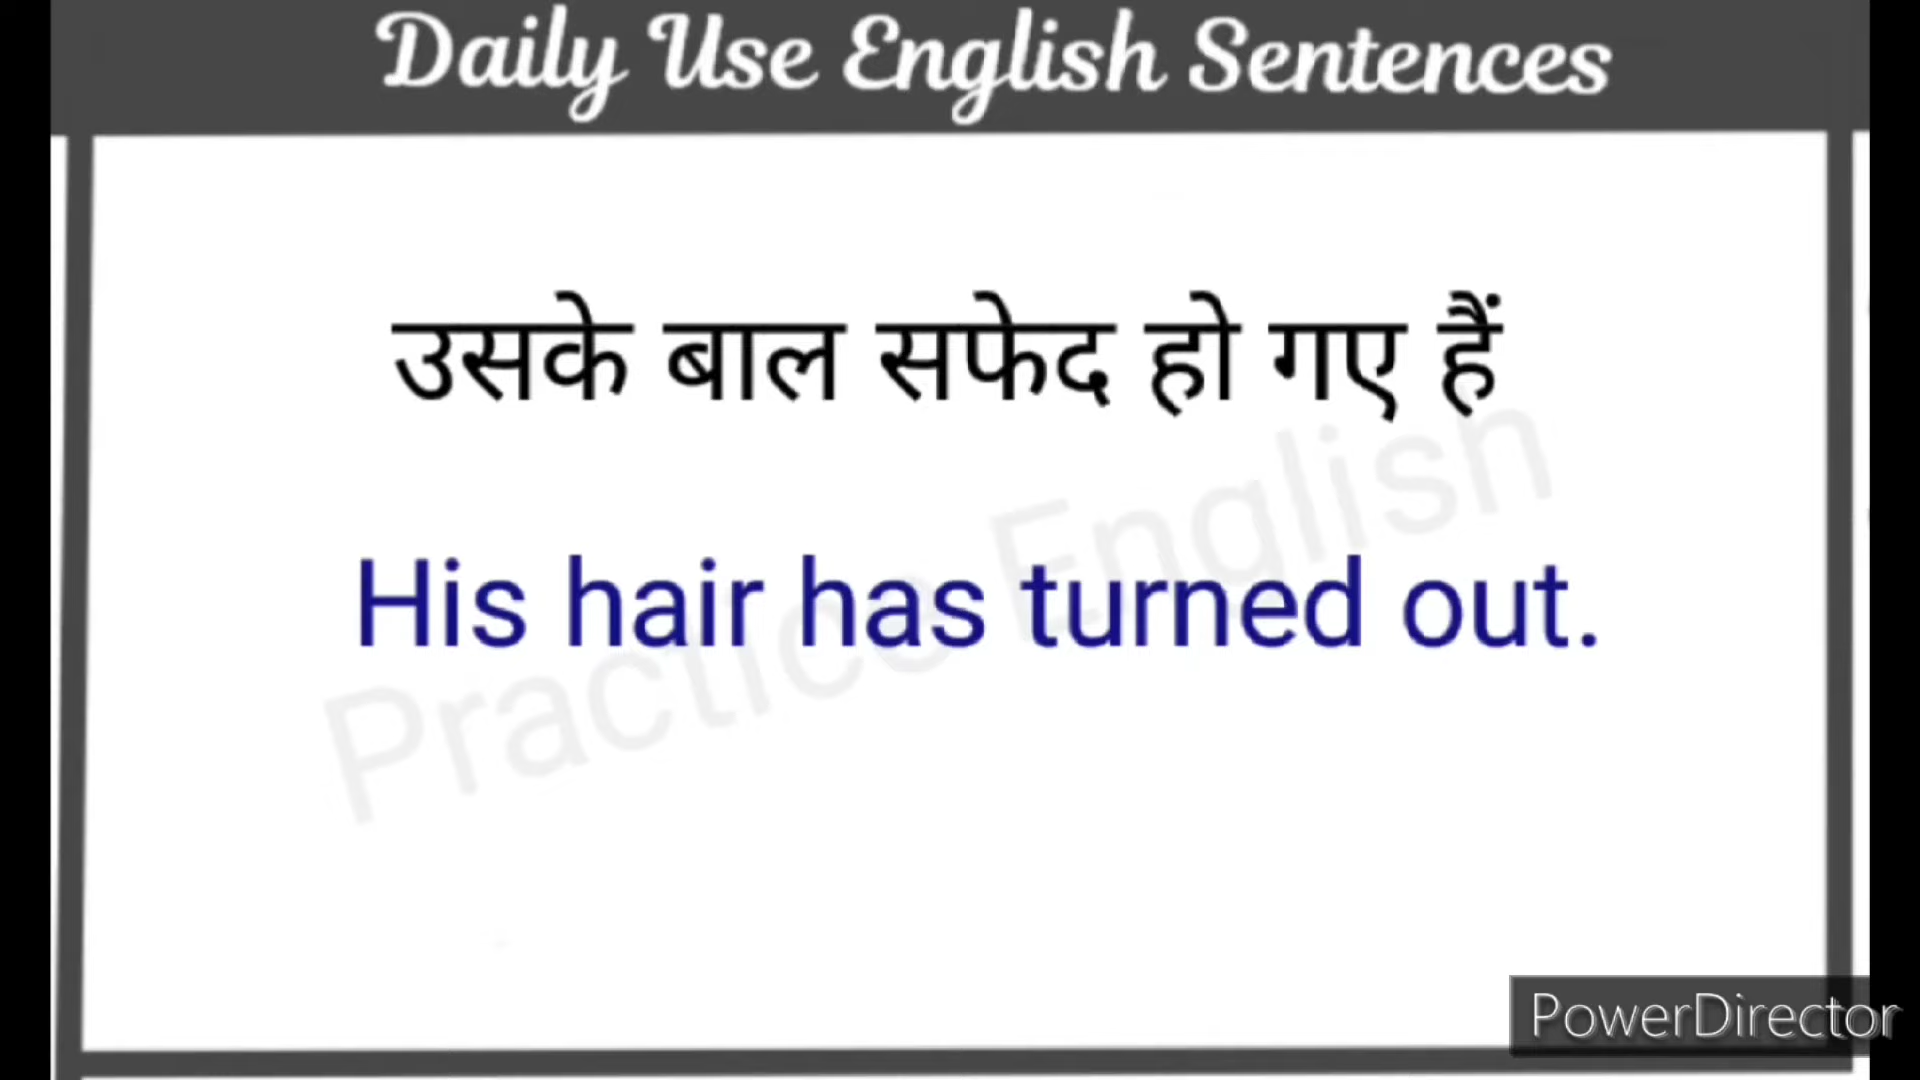 Daily Use English Sentences
उसके बाल सफेद हो गए हैं
His hair has turned out.
Practice English
PowerDirector